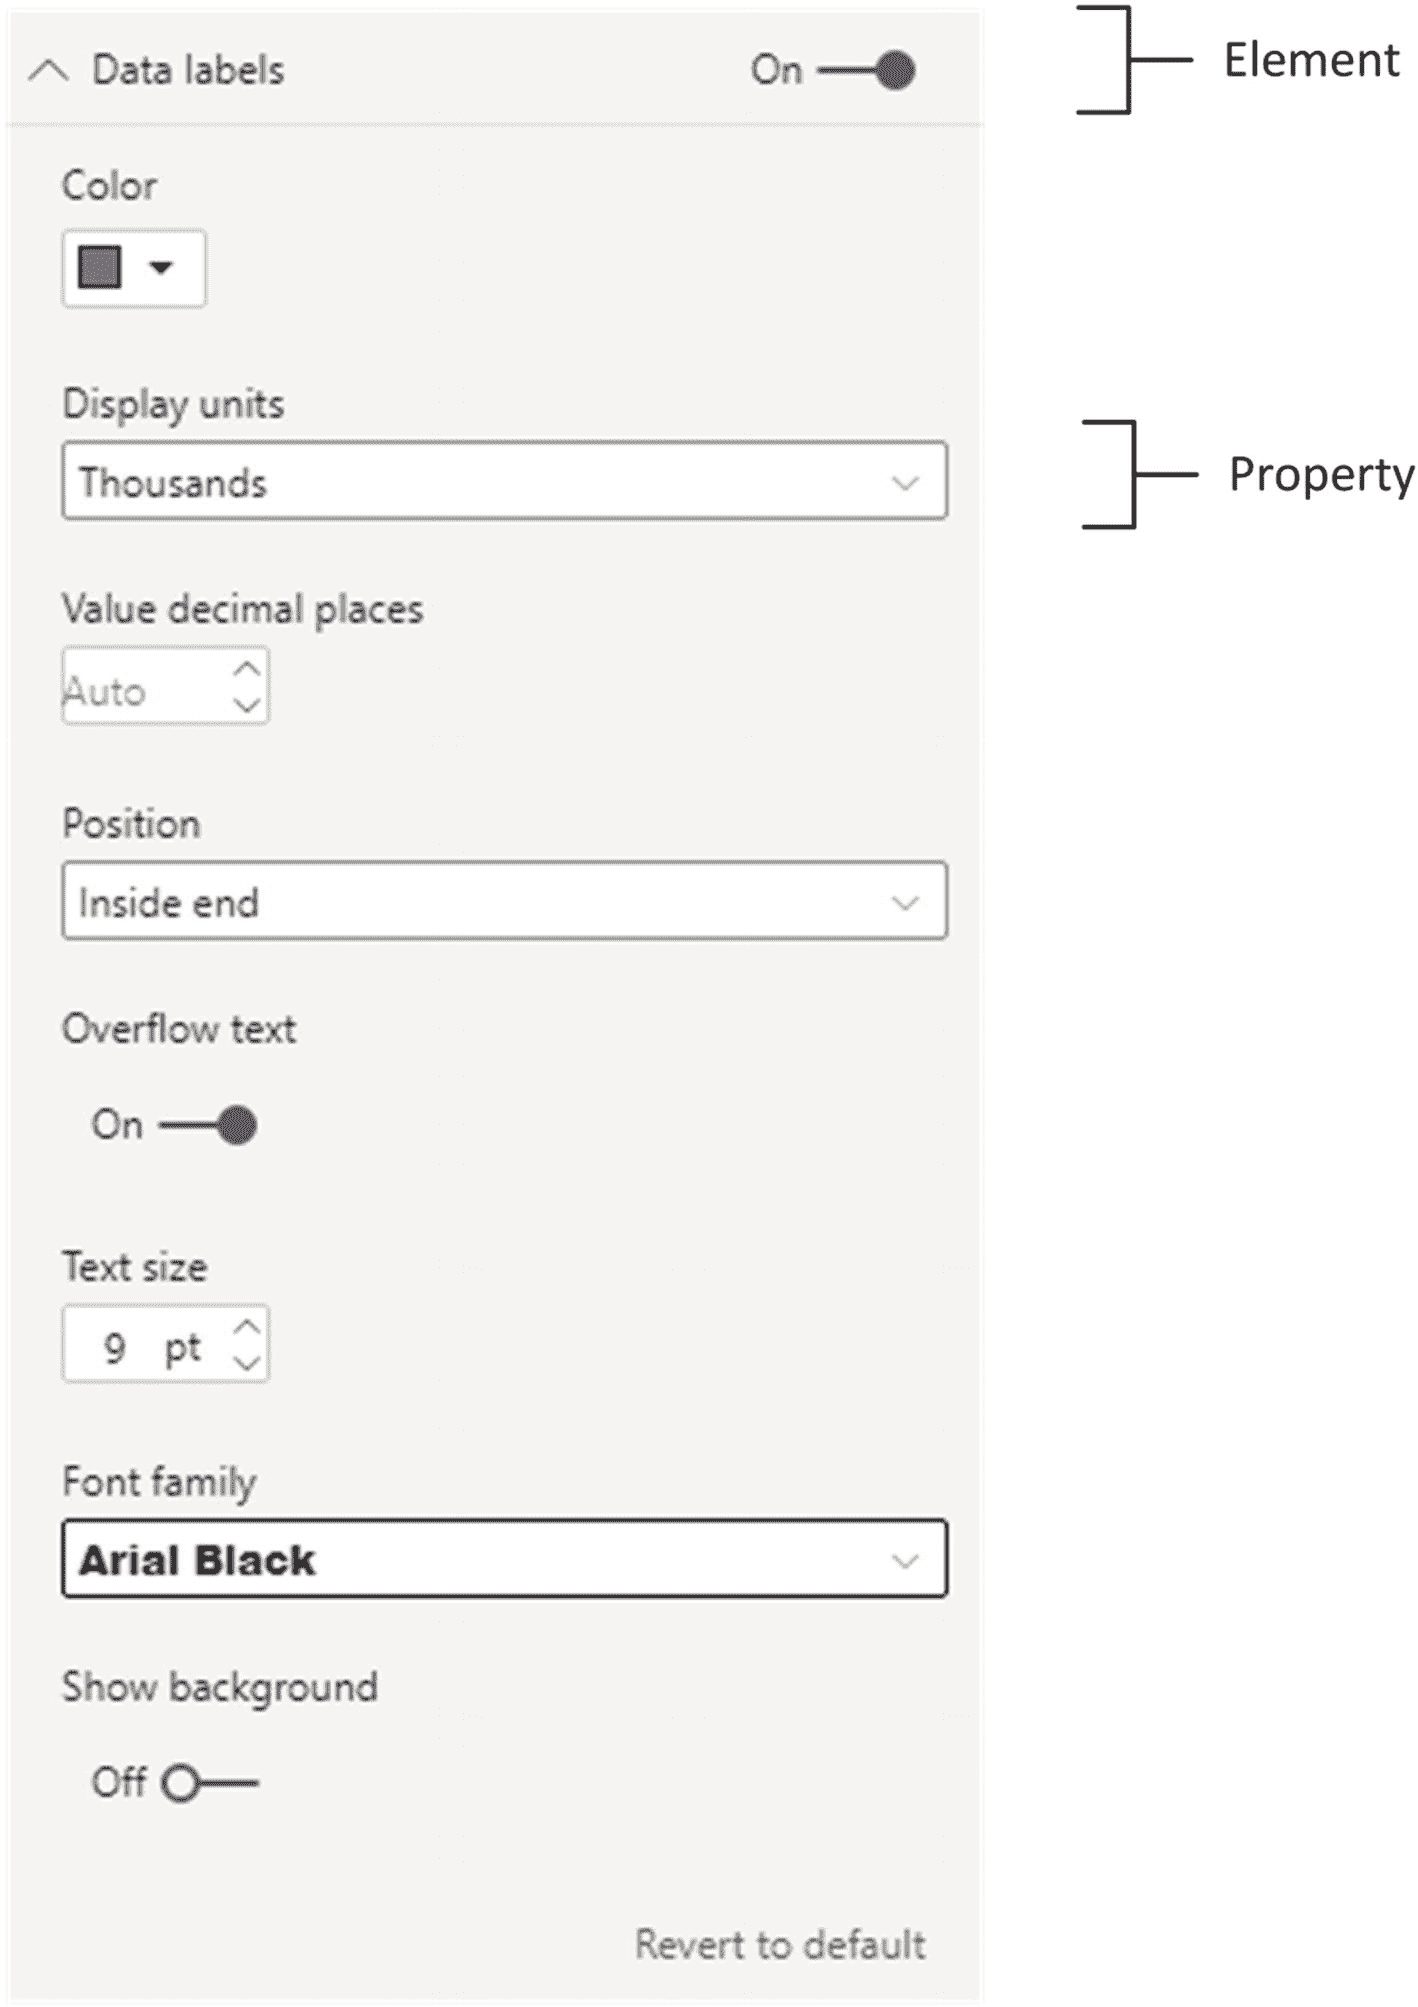 Data labels On Element
Color
Display units
Thousands Property
Value decimal places
Auto
Position
Inside end
Overflow text
On
Text size
9 pt
Font family
Arial Black
Show background
Off
Revert to default